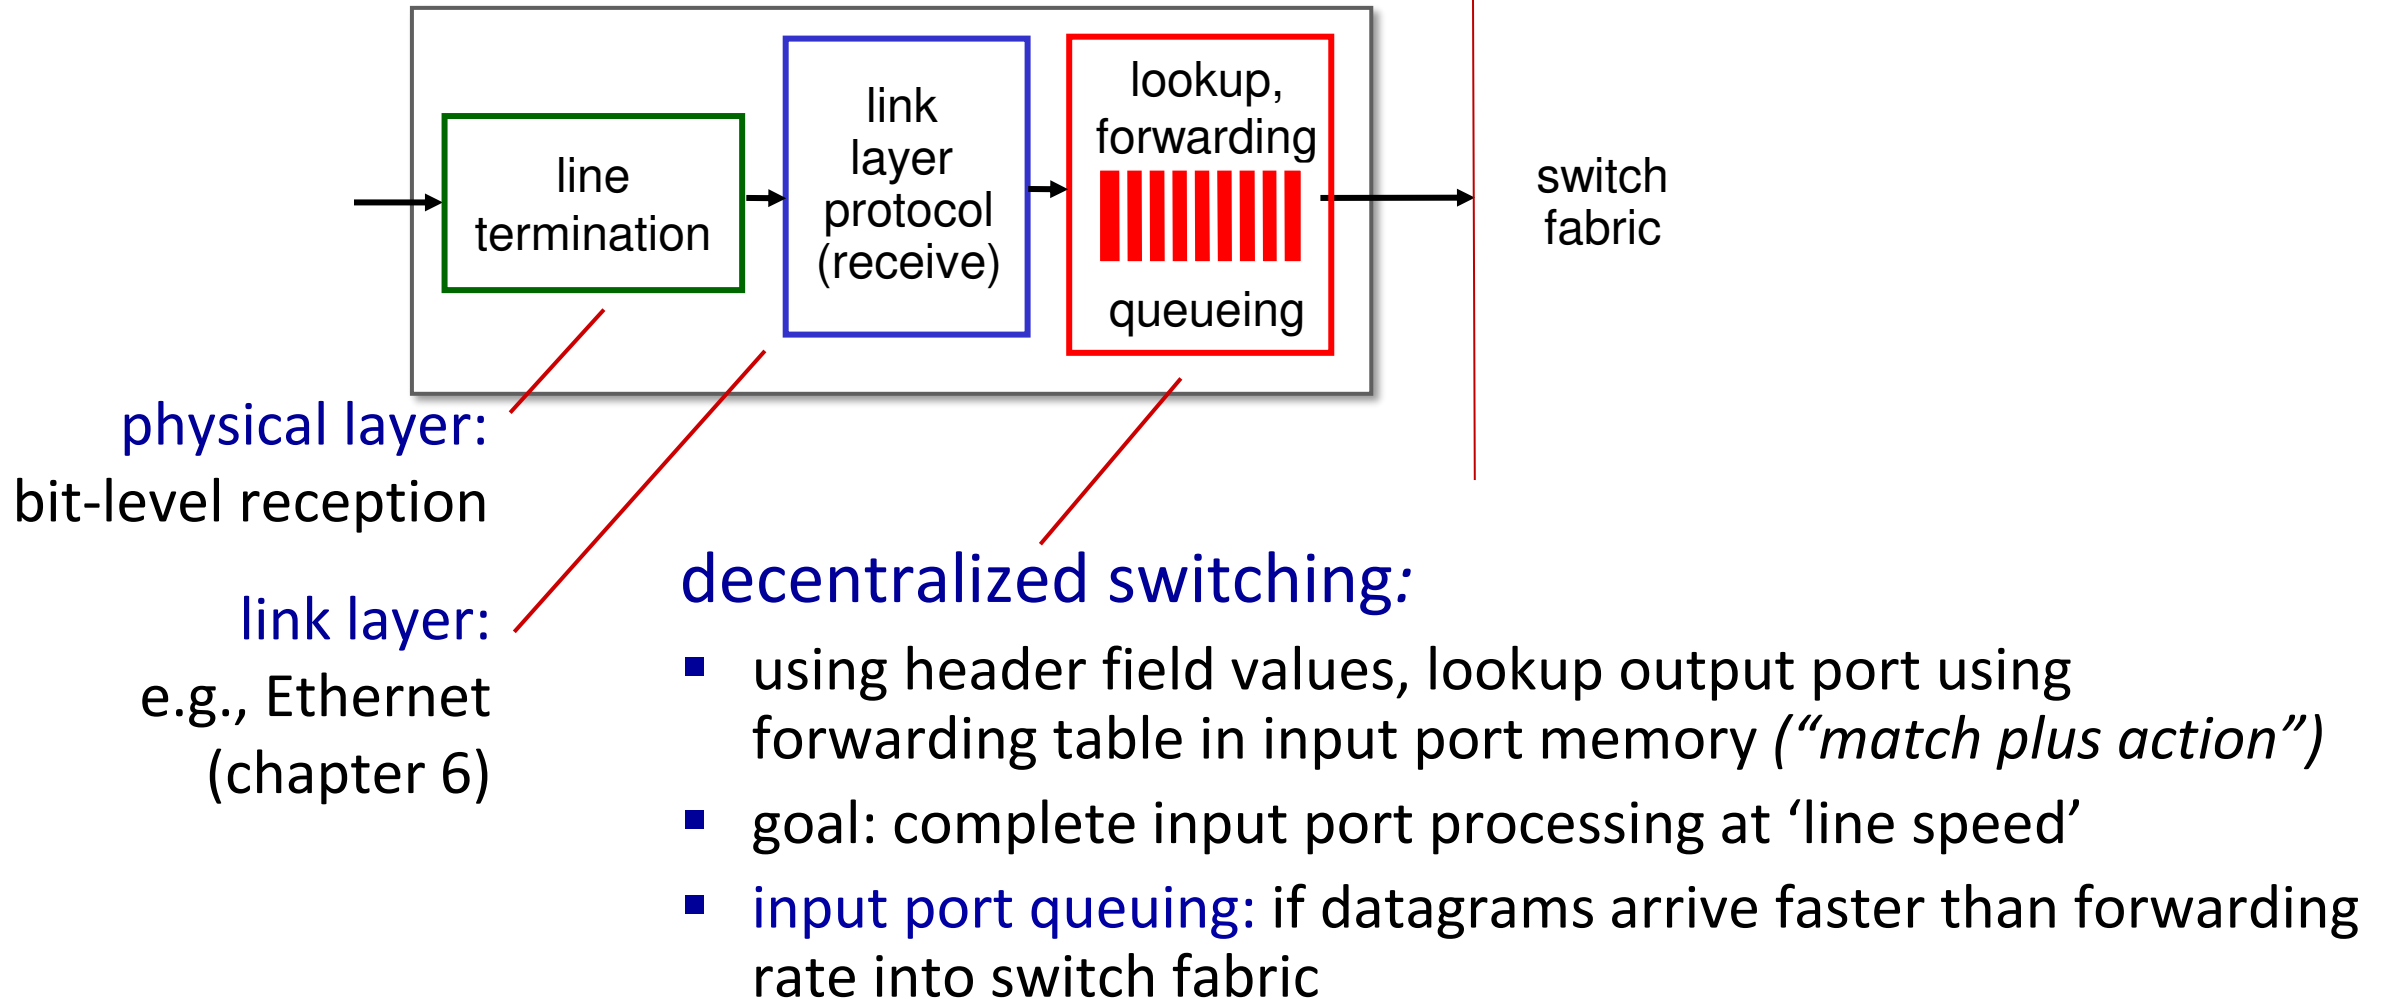 line
termination
link
layer
protocol
(receive)
lookup,
forwarding
queueing
switch
fabric
physical layer:
bit-level reception
link layer:
e.g., Ethernet
(chapter 6)
decentralized switching:
▪ using header field values, lookup output port using
forwarding table in input port memory (“match plus action”)
▪ goal: complete input port processing at ‘line speed’
▪ input port queuing: if datagrams arrive faster than forwarding
rate into switch fabric